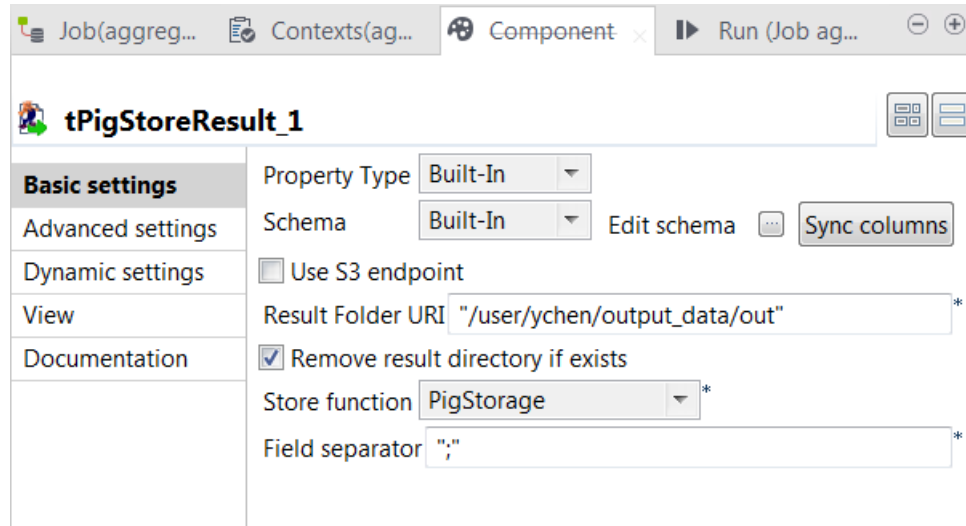 Job(aggreg... Contexts(ag... Component Run (Job ag...
tPigStoreResult_1
Basic settings
Advanced settings
Dynamic settings
View
Documentation
Property Type Built-In
Schema Built-In Edit schema ... Sync columns
Use S3 endpoint
Result Folder URI "/user/ychen/output_data/out" *
Remove result directory if exists
Store function PigStorage *
Field separator ";" *